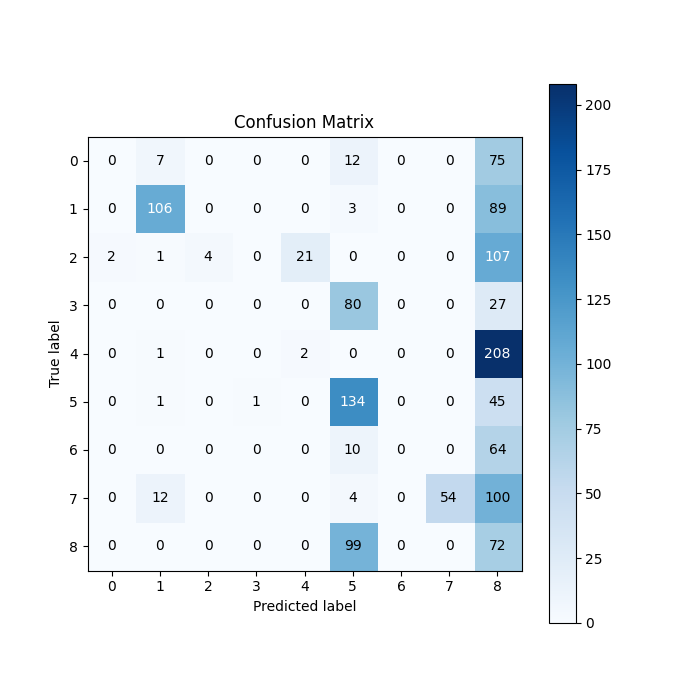 Confusion Matrix
0 0 7 0 0 0 12 0 0 75
1 0 106 0 0 0 3 0 0 89
2 2 1 4 0 21 0 0 0 107
3 0 0 0 0 0 80 0 0 27
4 0 1 0 0 2 0 0 0 208
5 0 1 0 1 0 134 0 0 45
6 0 0 0 0 0 10 0 0 64
7 0 12 0 0 0 4 0 54 100
8 0 0 0 0 0 99 0 0 72
0 1 2 3 4 5 6 7 8
True label
Predicted label
200
175
150
125
100
75
50
25
0